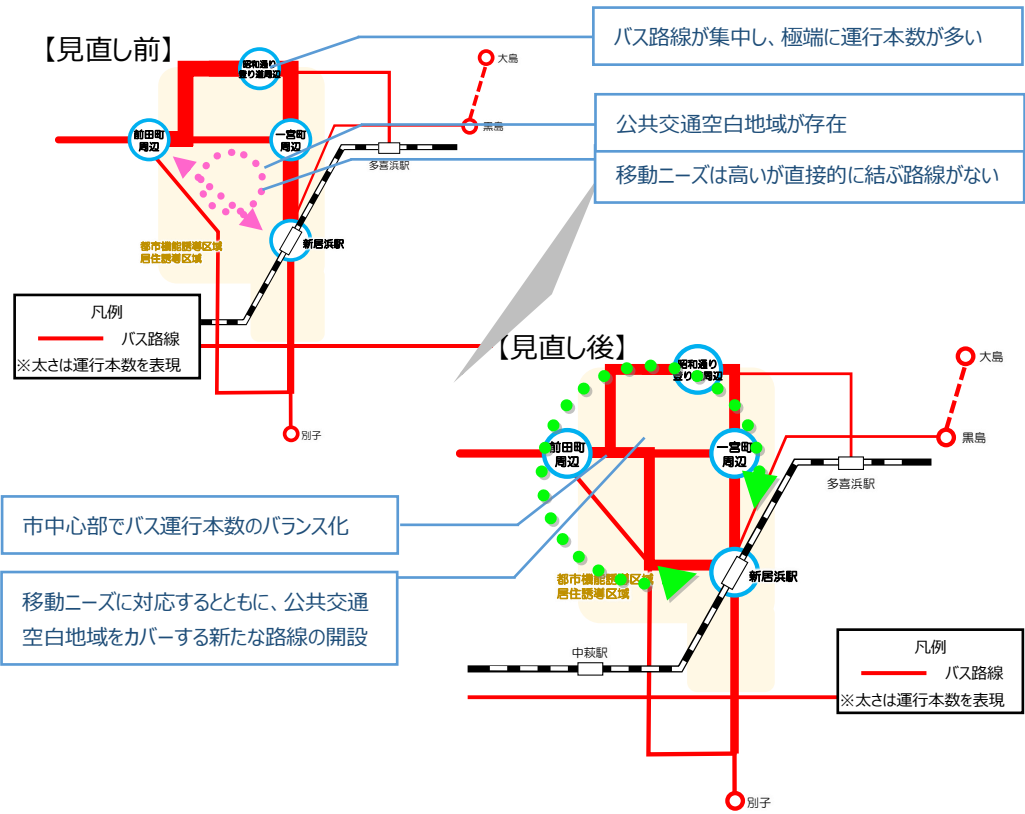 【見直し前】
バス路線が集中し、極端に運行本数が多い
昭和通り
登り道周辺
大島
公共交通空白地域が存在
黒島
前田町
周辺
一宮町
周辺
多喜浜駅
移動ニーズは高いが直接的に結ぶ路線がない
新居浜駅
都市機能誘導区域
居住誘導区域
凡例
バス路線
※太さは運行本数を表現
別子
【見直し後】
昭和通り
登り道周辺
大島
黒島
前田町
周辺
一宮町
周辺
多喜浜駅
市中心部でバス運行本数のバランス化
新居浜駅
都市機能誘導区域
居住誘導区域
移動ニーズに対応するとともに、公共交通
空白地域をカバーする新たな路線の開設
中萩駅
凡例
バス路線
※太さは運行本数を表現
別子